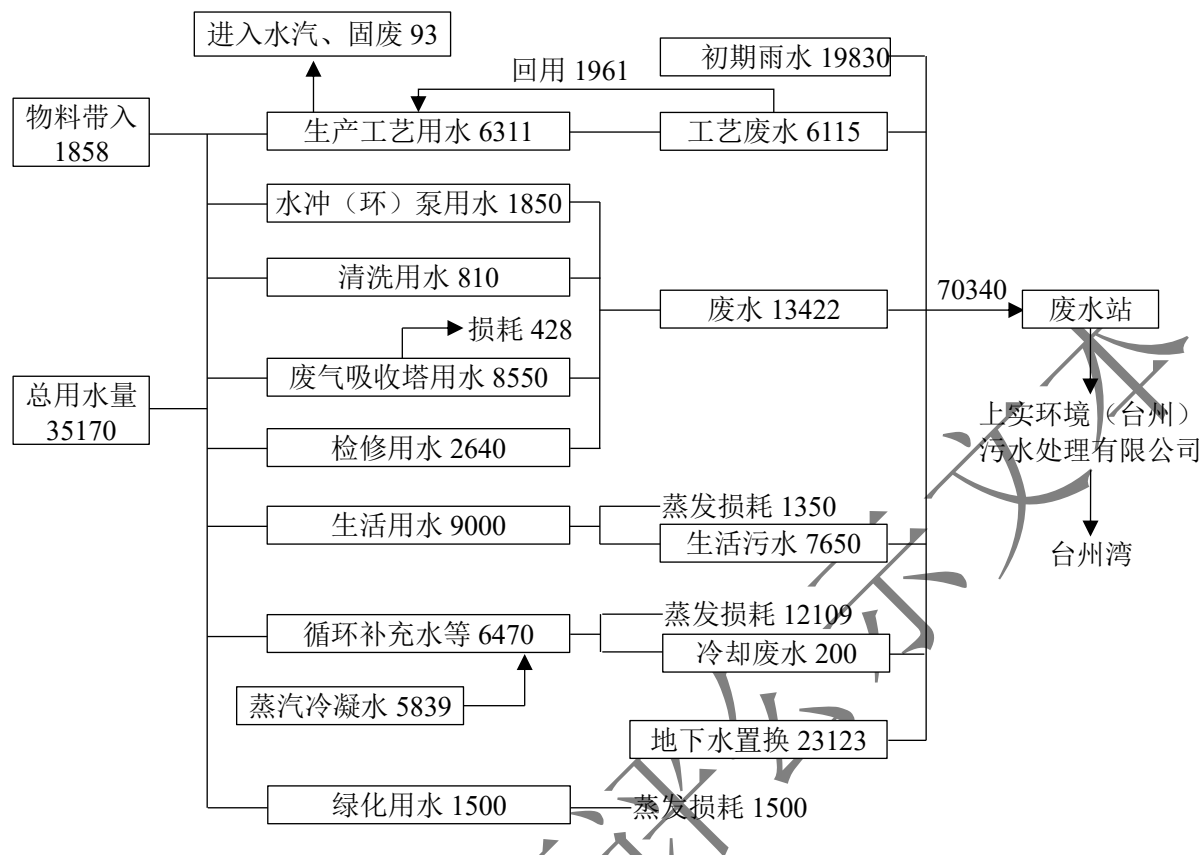 进入水汽、固废 93
初期雨水 19830
回用 1961
物料带入
1858
生产工艺用水 6311
工艺废水 6115
水冲（环）泵用水 1850
清洗用水 810
70340
废水 13422
废水站
损耗 428
废气吸收塔用水 8550
总用水量
35170
上实环境（台州）
污水处理有限公司
检修用水 2640
蒸发损耗 1350
生活用水 9000
生活污水 7650
台州湾
蒸发损耗 12109
循环补充水等 6470
冷却废水 200
蒸汽冷凝水 5839
地下水置换 23123
绿化用水 1500
蒸发损耗 1500